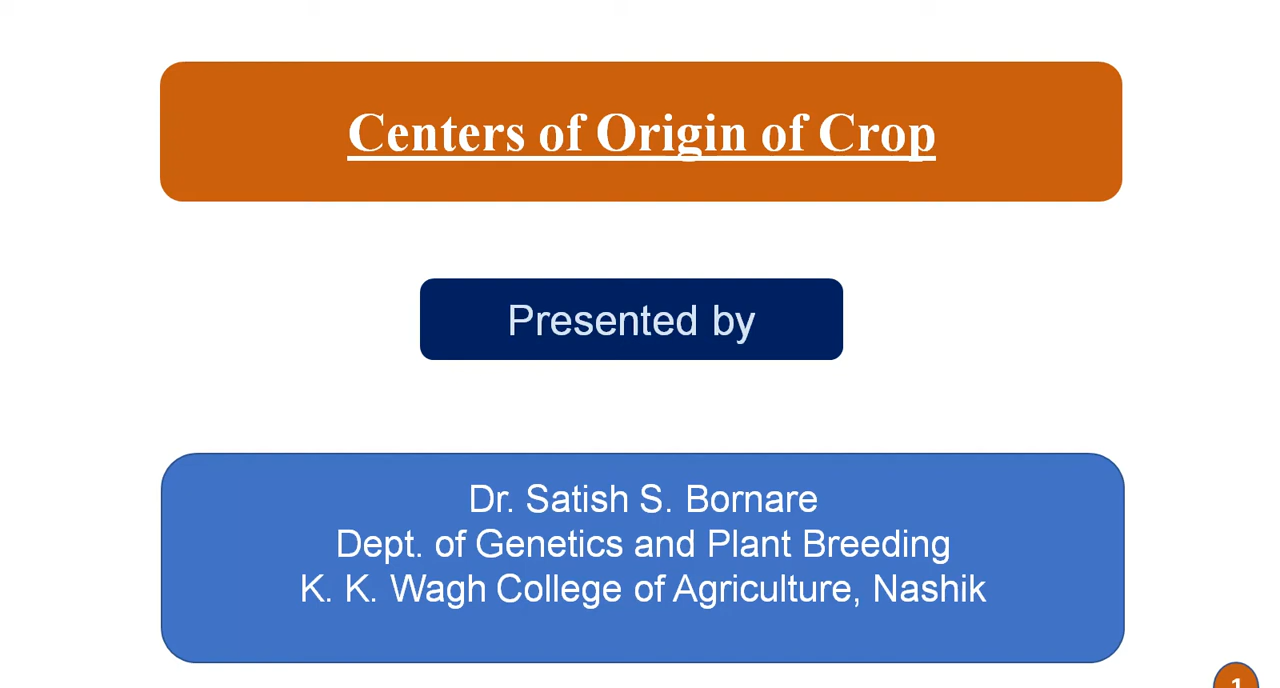 Centers of Origin of Crop
Presented by
Dr. Satish S. Bornare
Dept. of Genetics and Plant Breeding
K. K. Wagh College of Agriculture, Nashik
1